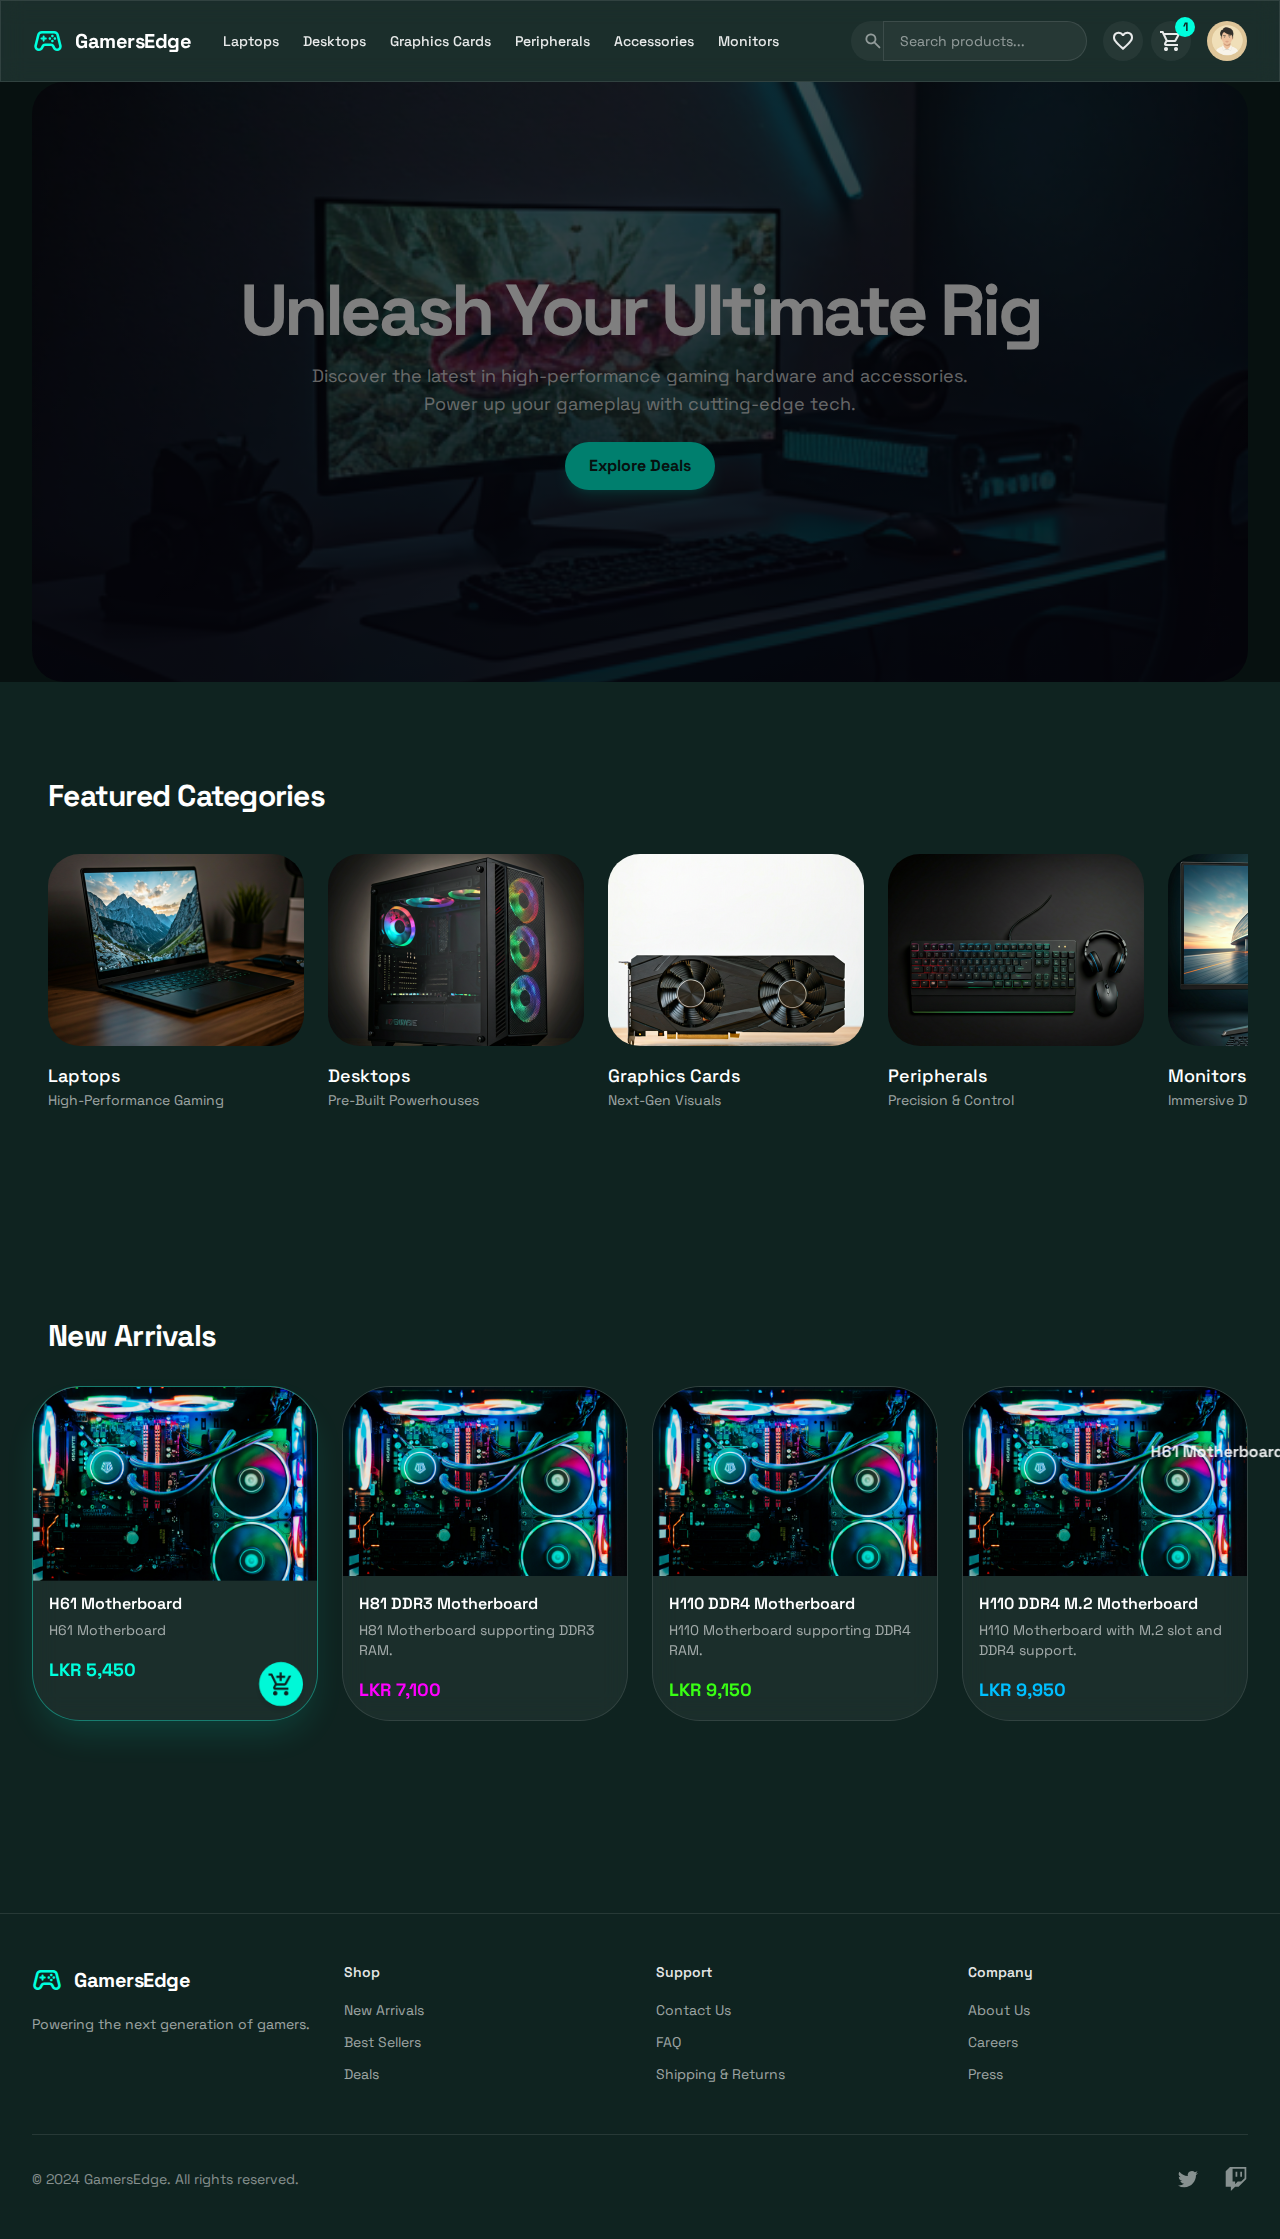 GamersEdge
Laptops
Desktops
Graphics Cards
Peripherals
Accessories
Monitors
Search products...
1
Unleash Your Ultimate Rig
Discover the latest in high-performance gaming hardware and accessories.
Power up your gameplay with cutting-edge tech.
Explore Deals
Featured Categories
Laptops
High-Performance Gaming
Desktops
Pre-Built Powerhouses
Graphics Cards
Next-Gen Visuals
Peripherals
Precision & Control
Monitors
Immersive D
New Arrivals
H61 Motherboard
H61 Motherboard
LKR 5,450
H81 DDR3 Motherboard
H81 Motherboard supporting DDR3
RAM.
LKR 7,100
H110 DDR4 Motherboard
H110 Motherboard supporting DDR4
RAM.
LKR 9,150
H61 Motherboard
H110 DDR4 M.2 Motherboard
H110 Motherboard with M.2 slot and
DDR4 support.
LKR 9,950
GamersEdge
Powering the next generation of gamers.
Shop
New Arrivals
Best Sellers
Deals
Support
Contact Us
FAQ
Shipping & Returns
Company
About Us
Careers
Press
© 2024 GamersEdge. All rights reserved.